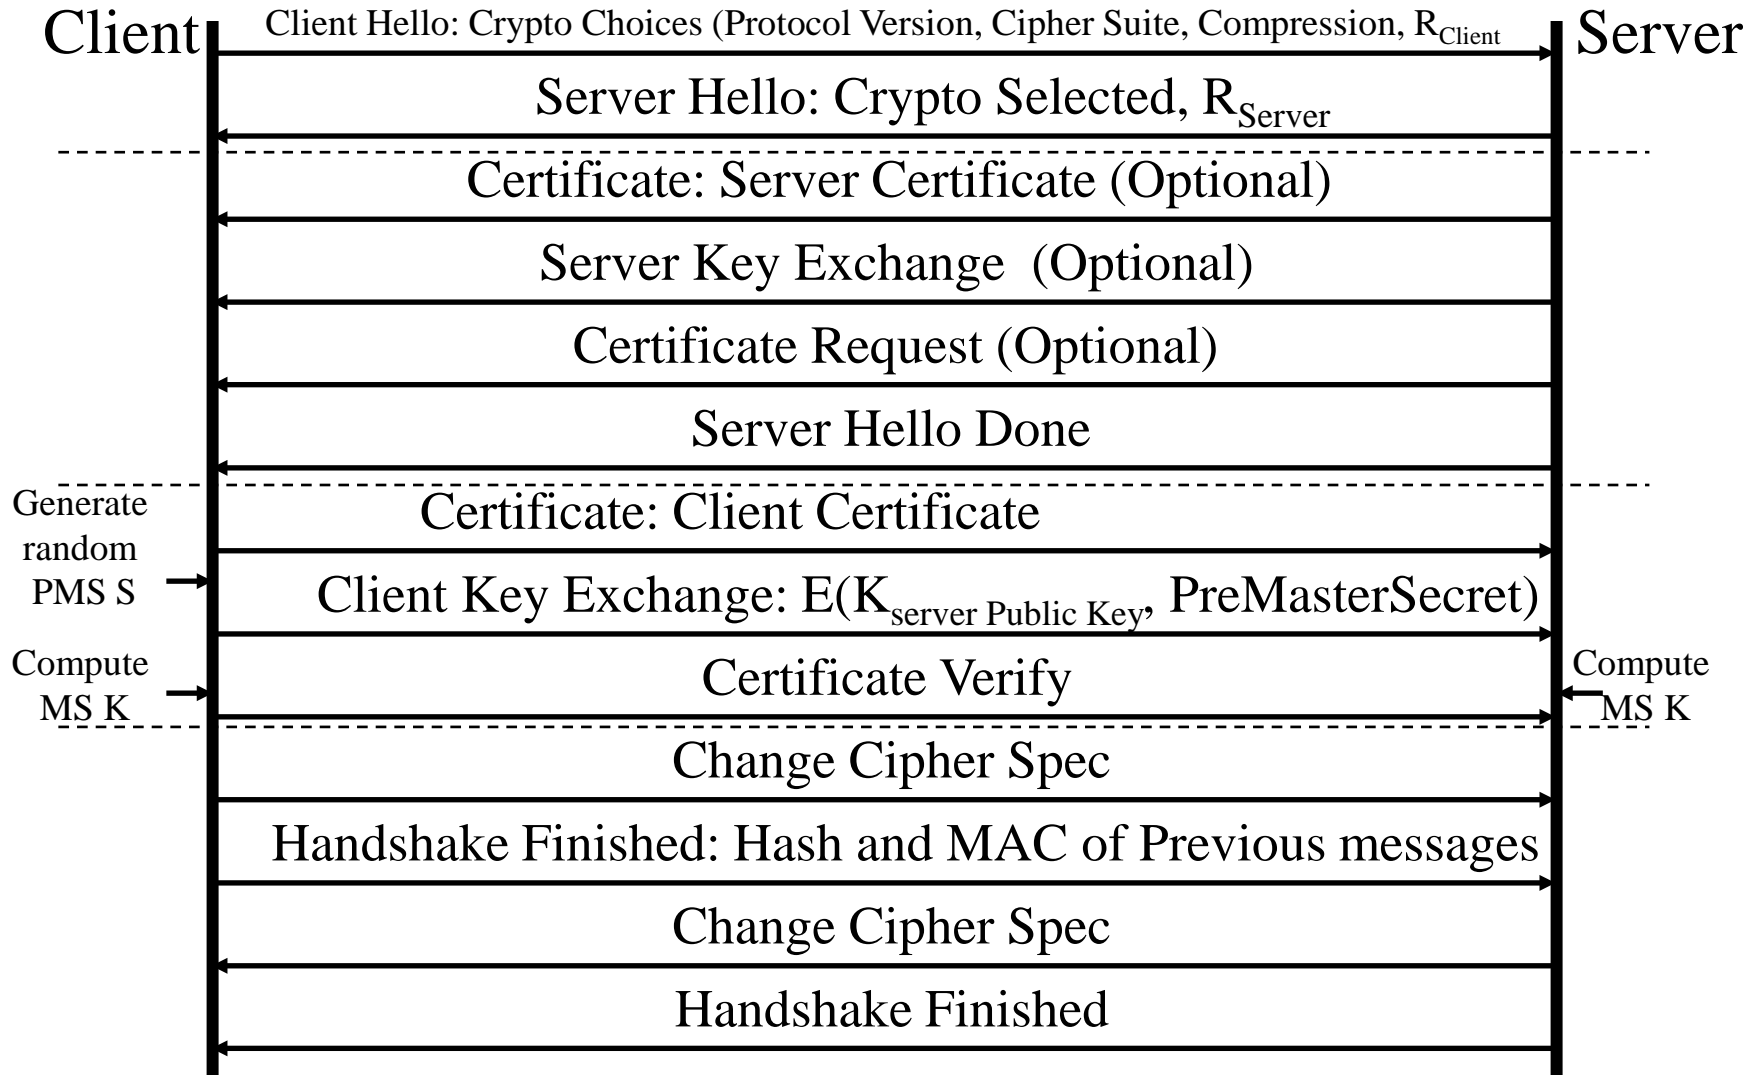 Client
Client Hello: Crypto Choices (Protocol Version, Cipher Suite, Compression, R_Client
Server
Server Hello: Crypto Selected, R_Server
Certificate: Server Certificate (Optional)
Server Key Exchange (Optional)
Certificate Request (Optional)
Server Hello Done
Generate
random
PMS S
Certificate: Client Certificate
Client Key Exchange: E(K_server Public Key, PreMasterSecret)
Compute
MS K
Certificate Verify
Compute
MS K
Change Cipher Spec
Handshake Finished: Hash and MAC of Previous messages
Change Cipher Spec
Handshake Finished